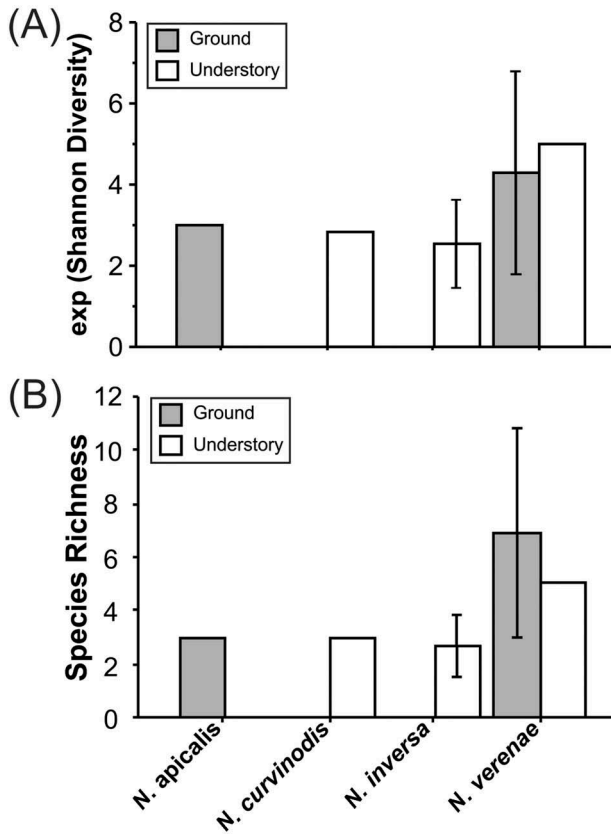 (A)
exp (Shannon Diversity)
8
6
4
2
0
Ground
Understory
(B)
Species Richness
12
10
8
6
4
2
0
Ground
Understory
N. apicalis
N. curvinodis
N. inversa
N. verenae